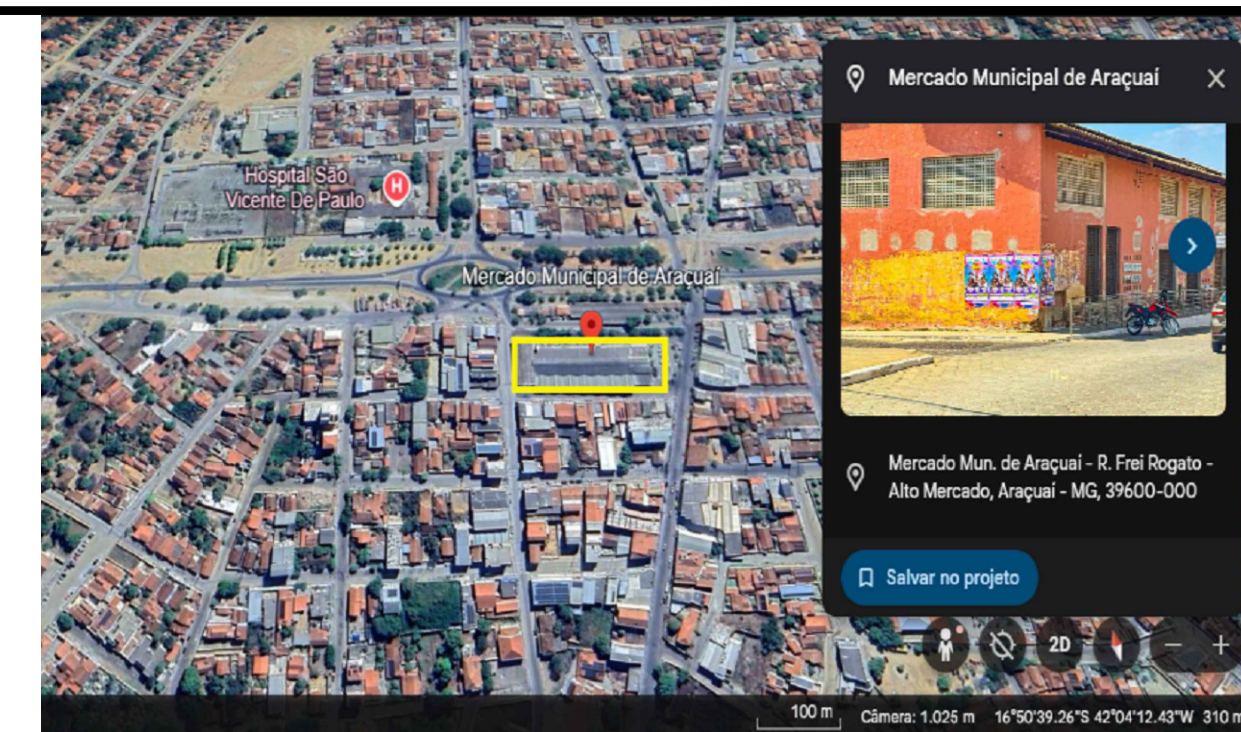 Mercado Municipal de Araçuaí
Hospital São
Vicente De Paulo
H
Mercado Municipal de Araçuaí
Mercado Mun. de Araçuaí - R. Frei Rogato -
Alto Mercado, Araçuaí - MG, 39600-000
Salvar no projeto
2D
100 m
Câmera: 1.025 m 16°50'39.26"S 42°04'12.43"W 310 m